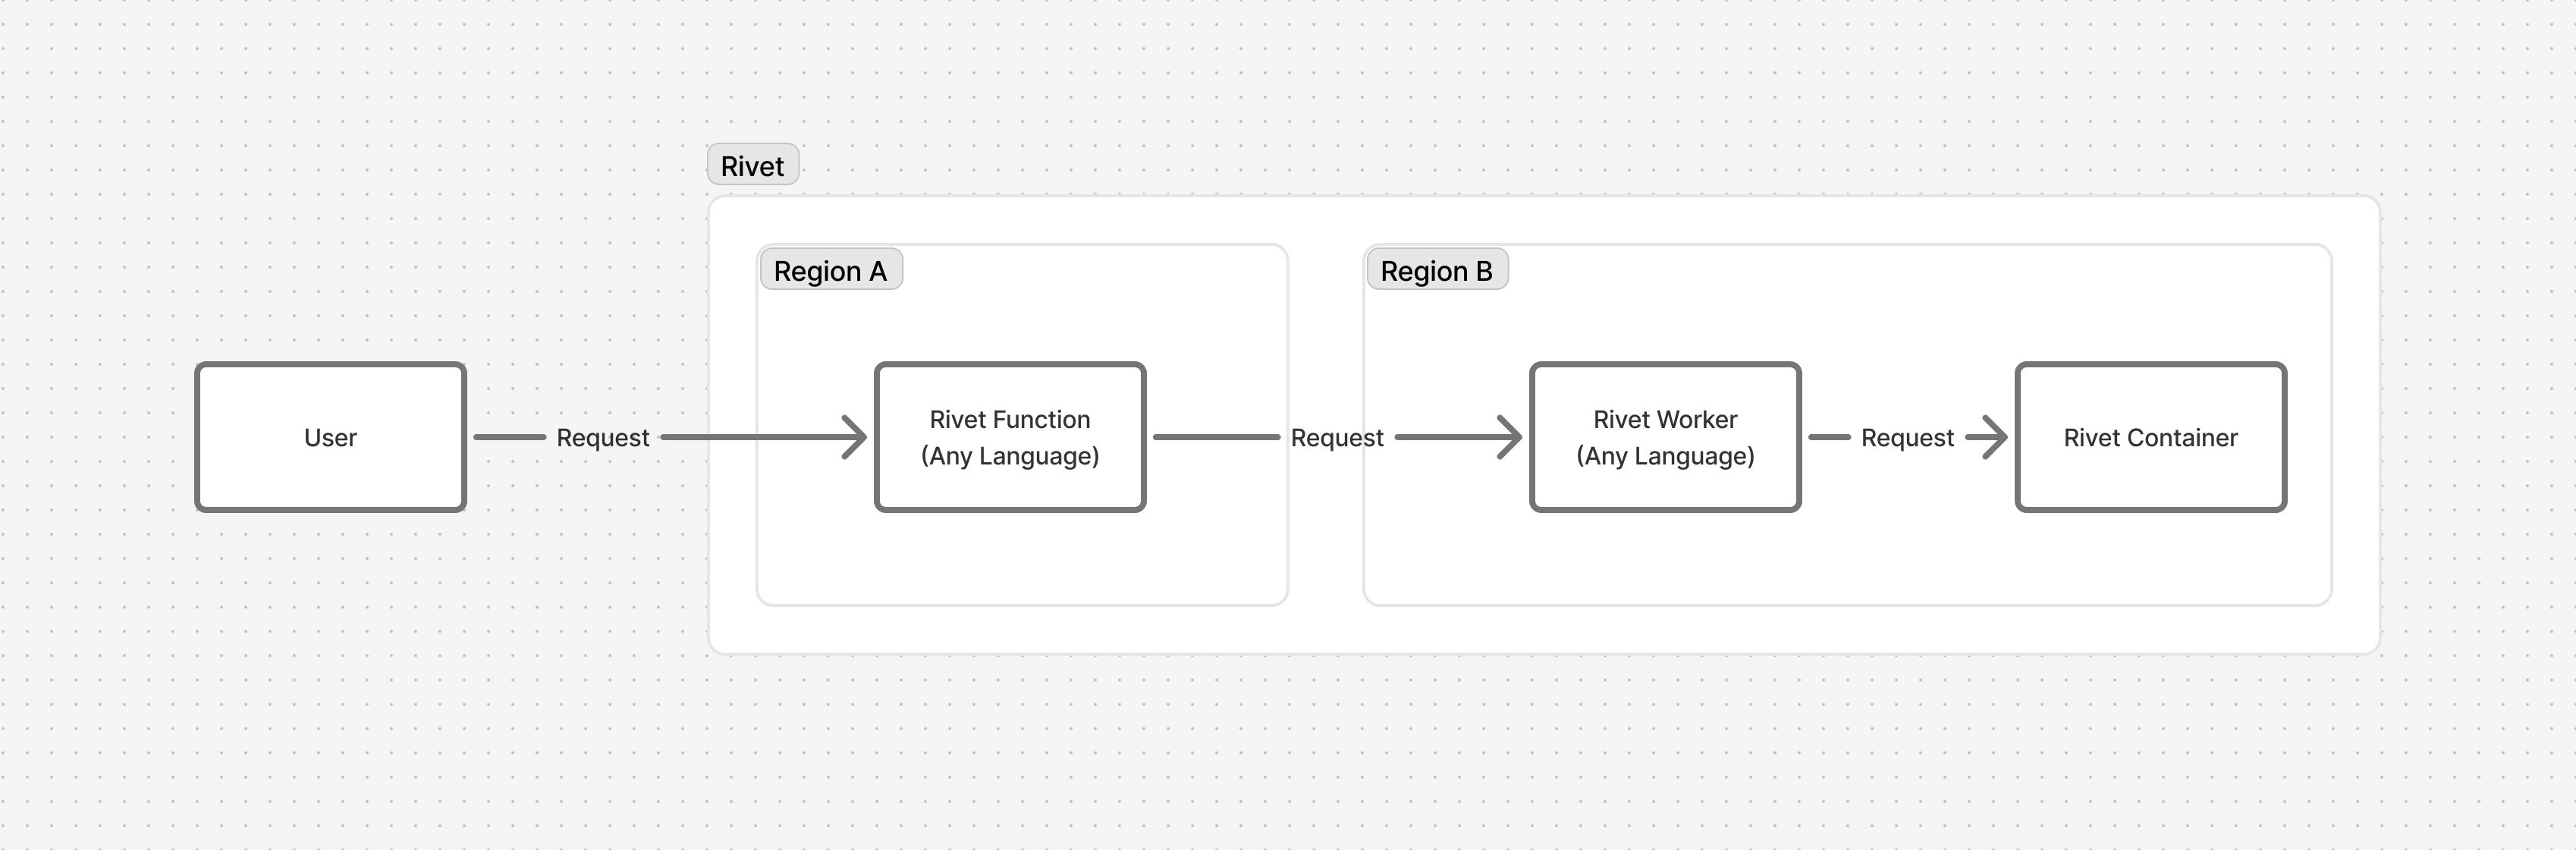 Rivet
Region A
Region B
User
Request
Rivet Function
(Any Language)
Request
Rivet Worker
(Any Language)
Request
Rivet Container